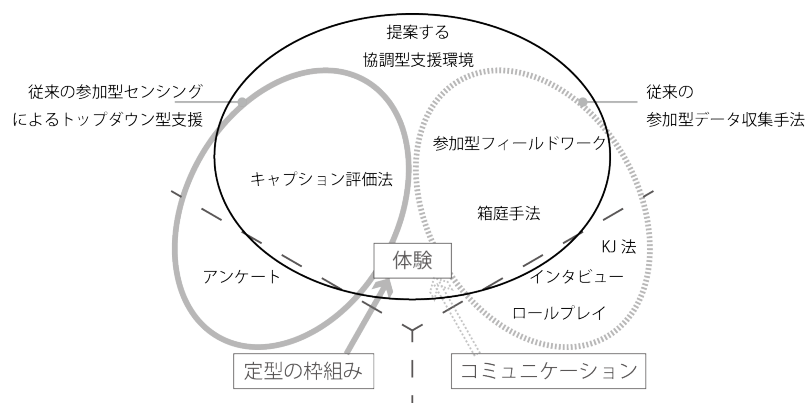 提案する
協調型支援環境
従来の参加型センシング
によるトップダウン型支援
従来の
参加型データ収集手法
参加型フィールドワーク
キャプション評価法
箱庭手法
KJ 法
体験
アンケート
インタビュー
ロールプレイ
定型の枠組み
コミュニケーション